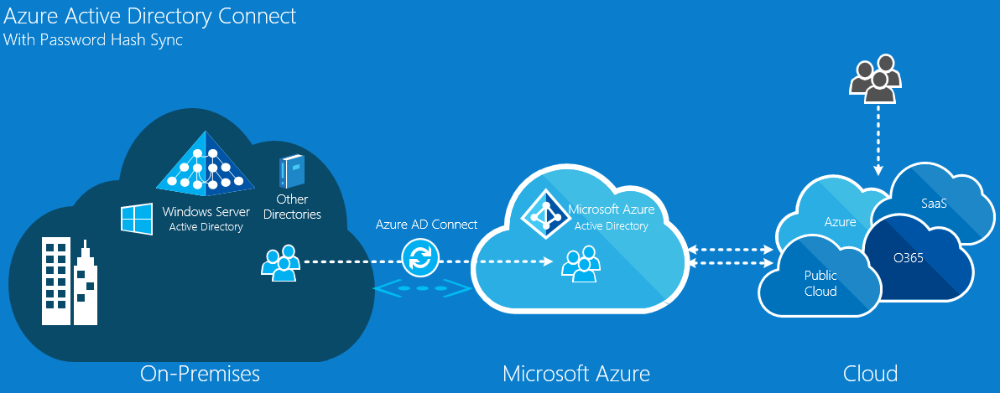 Azure Active Directory Connect
With Password Hash Sync
Windows Server
Active Directory
Other
Directories
Azure AD Connect
Microsoft Azure
Active Directory
SaaS
Azure
O365
Public
Cloud
On-Premises
Microsoft Azure
Cloud